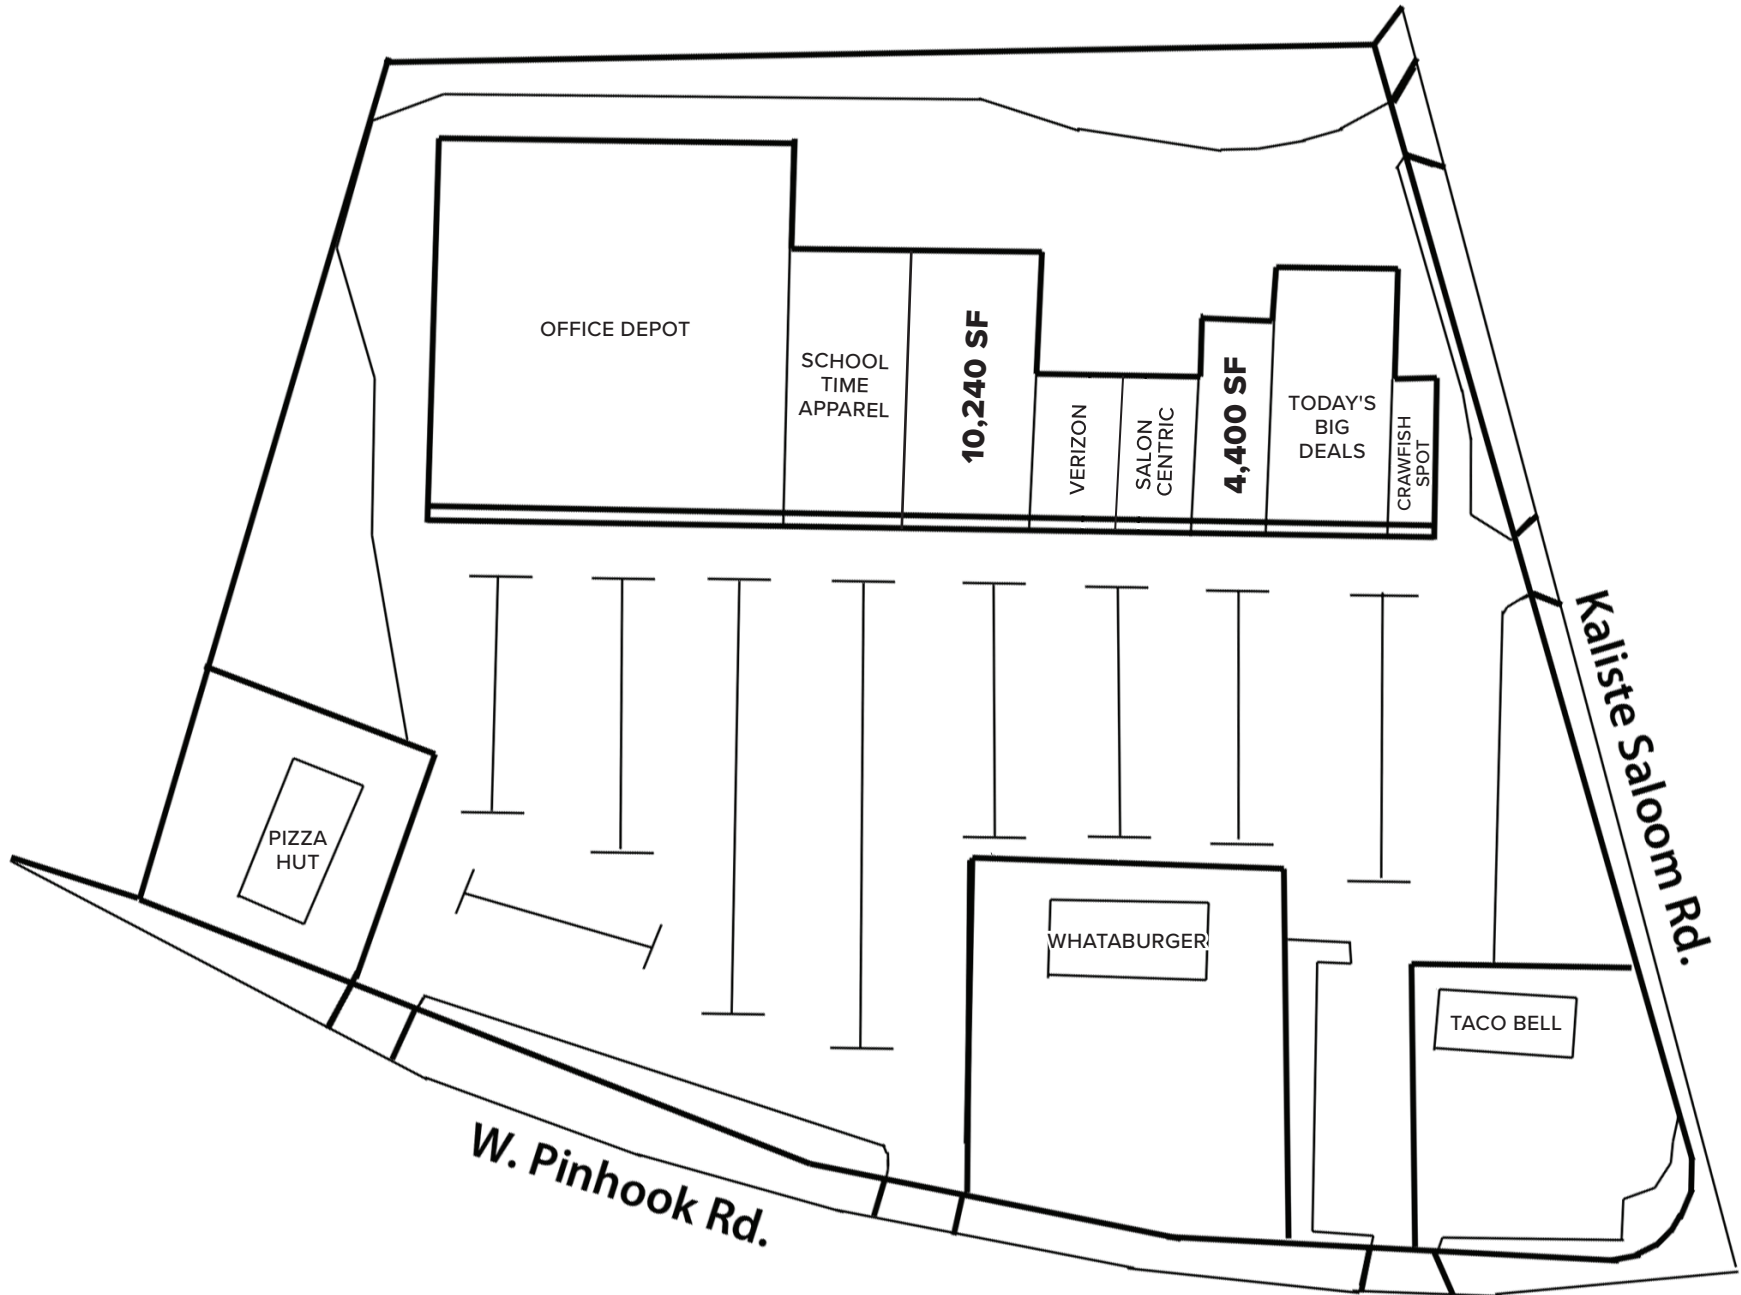 OFFICE DEPOT
SCHOOL
TIME
APPAREL
10,240 SF
VERIZON
SALON
CENTRIC
4,400 SF
TODAY'S
BIG
DEALS
CRAWFISH
SPOT
Kaliste Saloom Rd.
PIZZA
HUT
WHATABURGER
TACO BELL
W. Pinhook Rd.